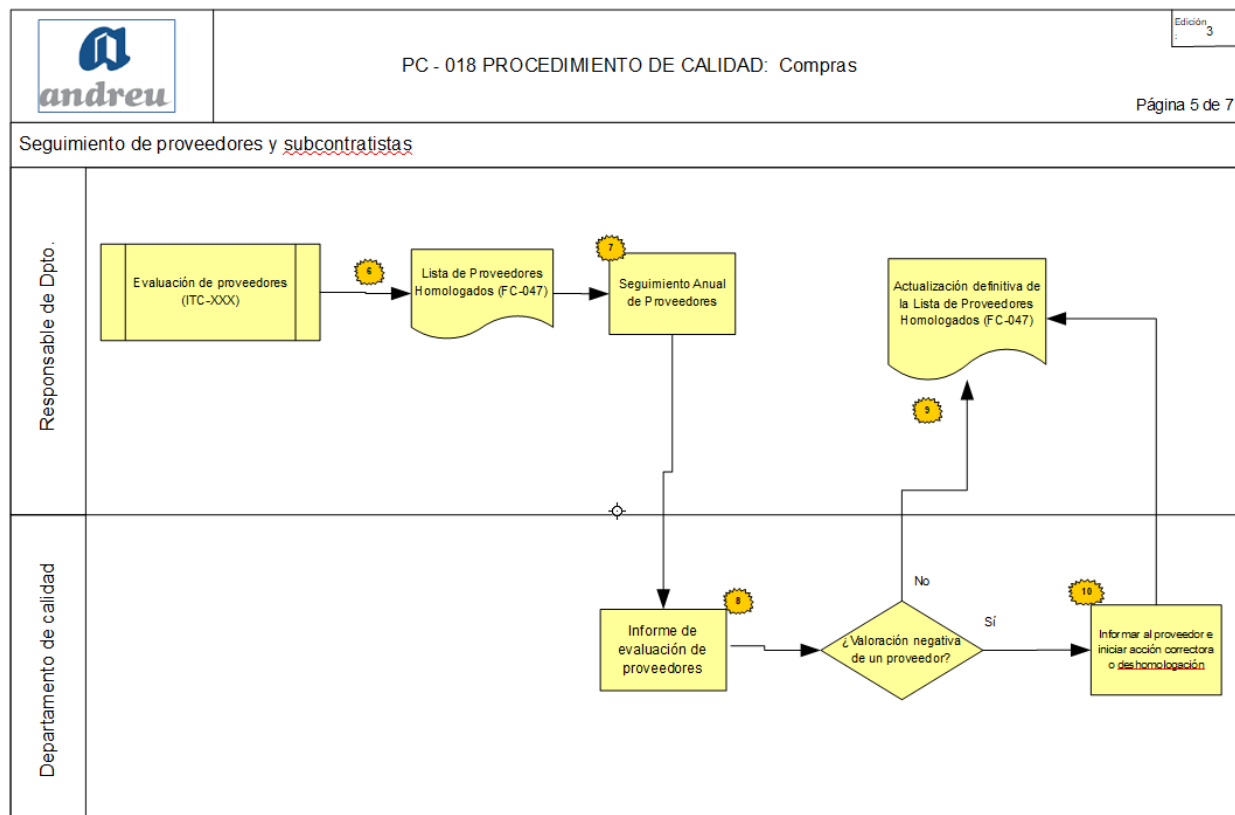 andreu
PC - 018 PROCEDIMIENTO DE CALIDAD: Compras
Edición
:
3
Página 5 de 7
Seguimiento de proveedores y subcontratistas
Responsable de Dpto.
Evaluación de proveedores
(ITC-XXX)
6
Lista de Proveedores
Homologados (FC-047)
7
Seguimiento Anual
de Proveedores
Actualización definitiva de
la Lista de Proveedores
Homologados (FC-047)
9
Departamento de calidad
Informe de
evaluación de
proveedores
8
¿Valoración negativa
de un proveedor?
No
Sí
10
Informar al proveedor e
iniciar acción correctora
o deshomologación